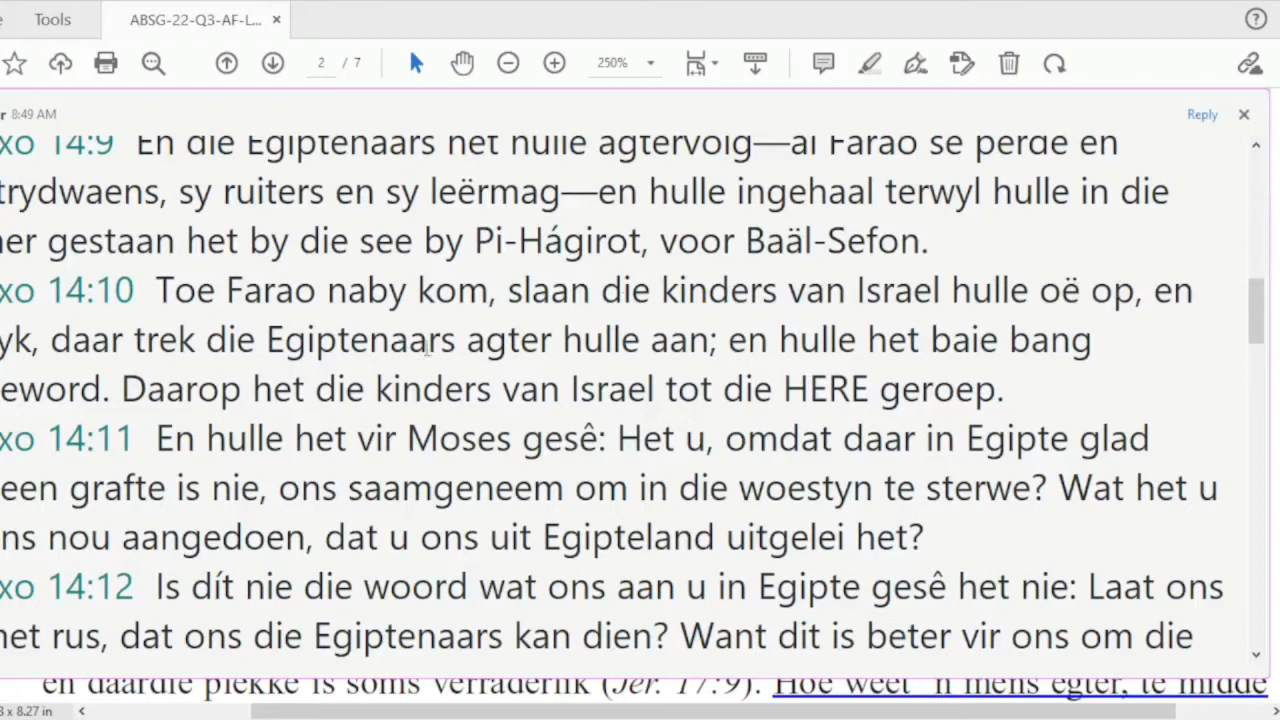 Tools ABSG-22-Q3-AF-L... ×
2 / 7 250%
r 8:49 AM Reply
xo 14:9 En die Egiptenaars het hulle agtervolg—al Farao se perde en
trydwaens, sy ruiters en sy leërmag—en hulle ingehaal terwyl hulle in die
er gestaan het by die see by Pi-Hágirot, voor Baäl-Sefon.
xo 14:10 Toe Farao naby kom, slaan die kinders van Israel hulle oë op, en
yk, daar trek die Egiptenaars agter hulle aan; en hulle het baie bang
eword. Daarop het die kinders van Israel tot die HERE geroep.
xo 14:11 En hulle het vir Moses gesê: Het u, omdat daar in Egipte glad
een grafte is nie, ons saamgeneem om in die woestyn te sterwe? Wat het u
ns nou aangedoen, dat u ons uit Egipteland uitgelei het?
xo 14:12 Is dít nie die woord wat ons aan u in Egipte gesê het nie: Laat ons
et rus, dat ons die Egiptenaars kan dien? Want dit is beter vir ons om die
en daardie plekke is soms verraderlik (Jer. 17:9). Hoe weet 'n mens egter, te midde
8 x 8.27 in